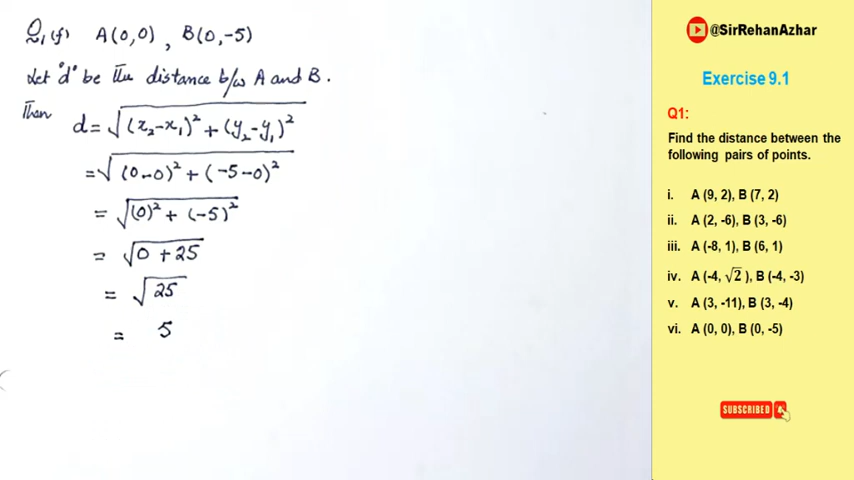 Q1 (f) A(0,0) , B(0,-5)
Let "d" be the distance b/w A and B.
Then d = √(x₂-x₁)² + (y₂-y₁)²
= √(0-0)² + (-5-0)²
= √(0)² + (-5)²
= √0 + 25
= √25
= 5
@SirRehanAzhar
Exercise 9.1
Q1:
Find the distance between the
following pairs of points.
i. A (9, 2), B (7, 2)
ii. A (2, -6), B (3, -6)
iii. A (-8, 1), B (6, 1)
iv. A (-4, √2 ), B (-4, -3)
v. A (3, -11), B (3, -4)
vi. A (0, 0), B (0, -5)
SUBSCRIBED